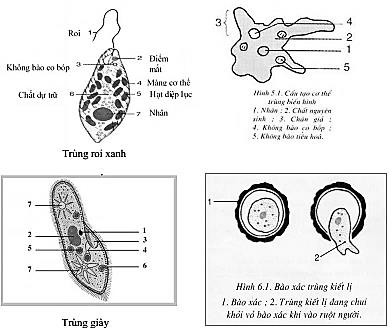 Roi
1
2
Điểm
mắt
Không bào co bóp
3
4
Màng cơ thể
Chất dự trữ
6
5
Hạt diệp lục
7
Nhân
Trùng roi xanh
3
4
2
1
5
Hình 5.1. Cấu tạo cơ thể
trùng biến hình
1. Nhân ; 2. Chất nguyên
sinh ; 3. Chân giả ;
4. Không bào co bóp ;
5. Không bào tiêu hoá.
7
2
5
7
1
3
4
6
Trùng giày
1
2
Hình 6.1. Bào xác trùng kiết lị
1. Bào xác ; 2. Trùng kiết lị đang chui
khỏi vỏ bào xác khi vào ruột người.